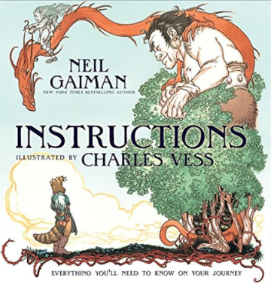 NEIL
GAIMAN
NEW YORK TIMES BESTSELLING AUTHOR
INSTRUCTIONS
ILLUSTRATED BY CHARLES VESS
EVERYTHING YOU'LL NEED TO KNOW ON YOUR JOURNEY